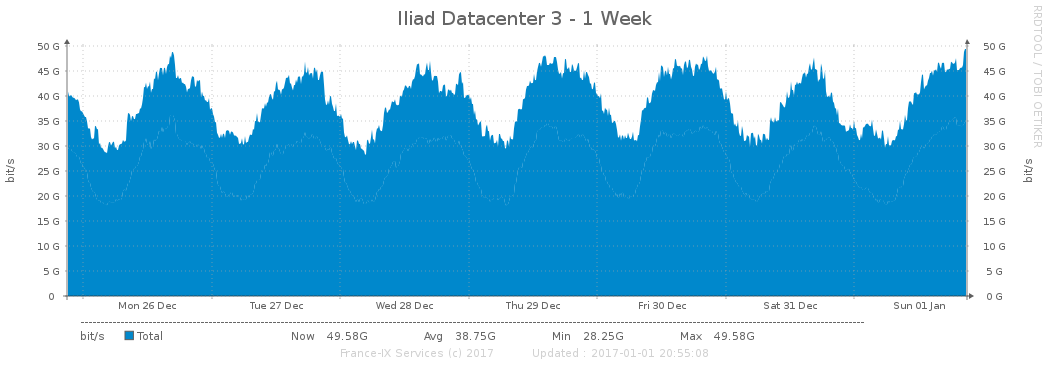 Iliad Datacenter 3 - 1 Week
RRDTOOL / TOBI OETIKER
50 G 50 G
45 G 45 G
40 G 40 G
35 G 35 G
30 G 30 G
25 G 25 G
20 G 20 G
15 G 15 G
10 G 10 G
5 G 5 G
0 0 G
bit/s bit/s
Mon 26 Dec Tue 27 Dec Wed 28 Dec Thu 29 Dec Fri 30 Dec Sat 31 Dec Sun 01 Jan
bit/s Total Now 49.58G Avg 38.75G Min 28.25G Max 49.58G
France-IX Services (c) 2017 Updated : 2017-01-01 20:55:08